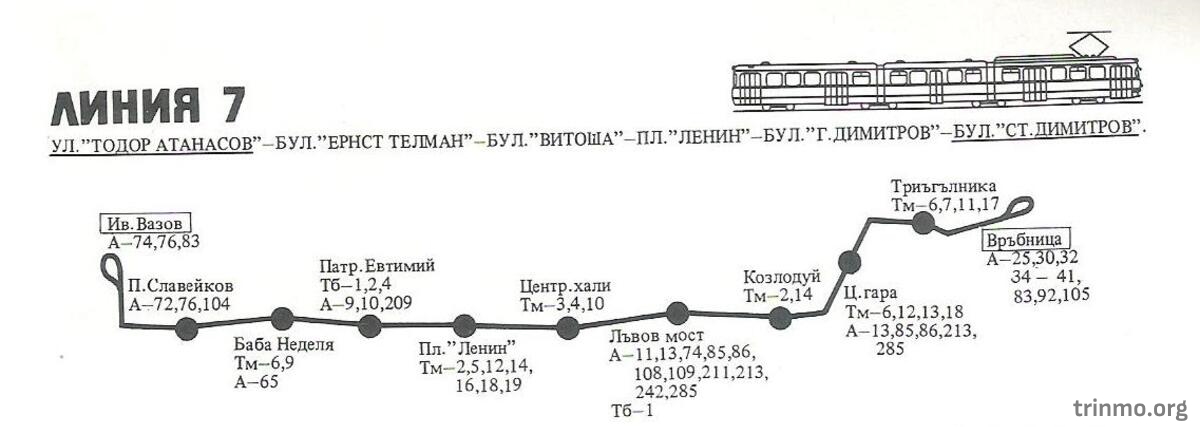 ЛИНИЯ 7
УЛ."ТОДОР АТАНАСОВ"–БУЛ."ЕРНСТ ТЕЛМАН"–БУЛ."ВИТОША"–ПЛ."ЛЕНИН"–БУЛ."Г.ДИМИТРОВ"–БУЛ."СТ.ДИМИТРОВ".
Ив.Вазов
А–74,76,83
П.Славейков
А–72,76,104
Баба Неделя
Тм–6,9
А–65
Патр.Евтимий
Тб–1,2,4
А–9,10,209
Пл."Ленин"
Тм–2,5,12,14,
16,18,19
Центр.хали
Тм–3,4,10
Лъвов мост
А–11,13,74,85,86,
108,109,211,213,
242,285
Тб–1
Козлодуй
Тм–2,14
Ц.гара
Тм–6,12,13,18
А–13,85,86,213,
285
Триъгълника
Тм–6,7,11,17
Връбница
А–25,30,32
34 – 41,
83,92,105
trinmo.org